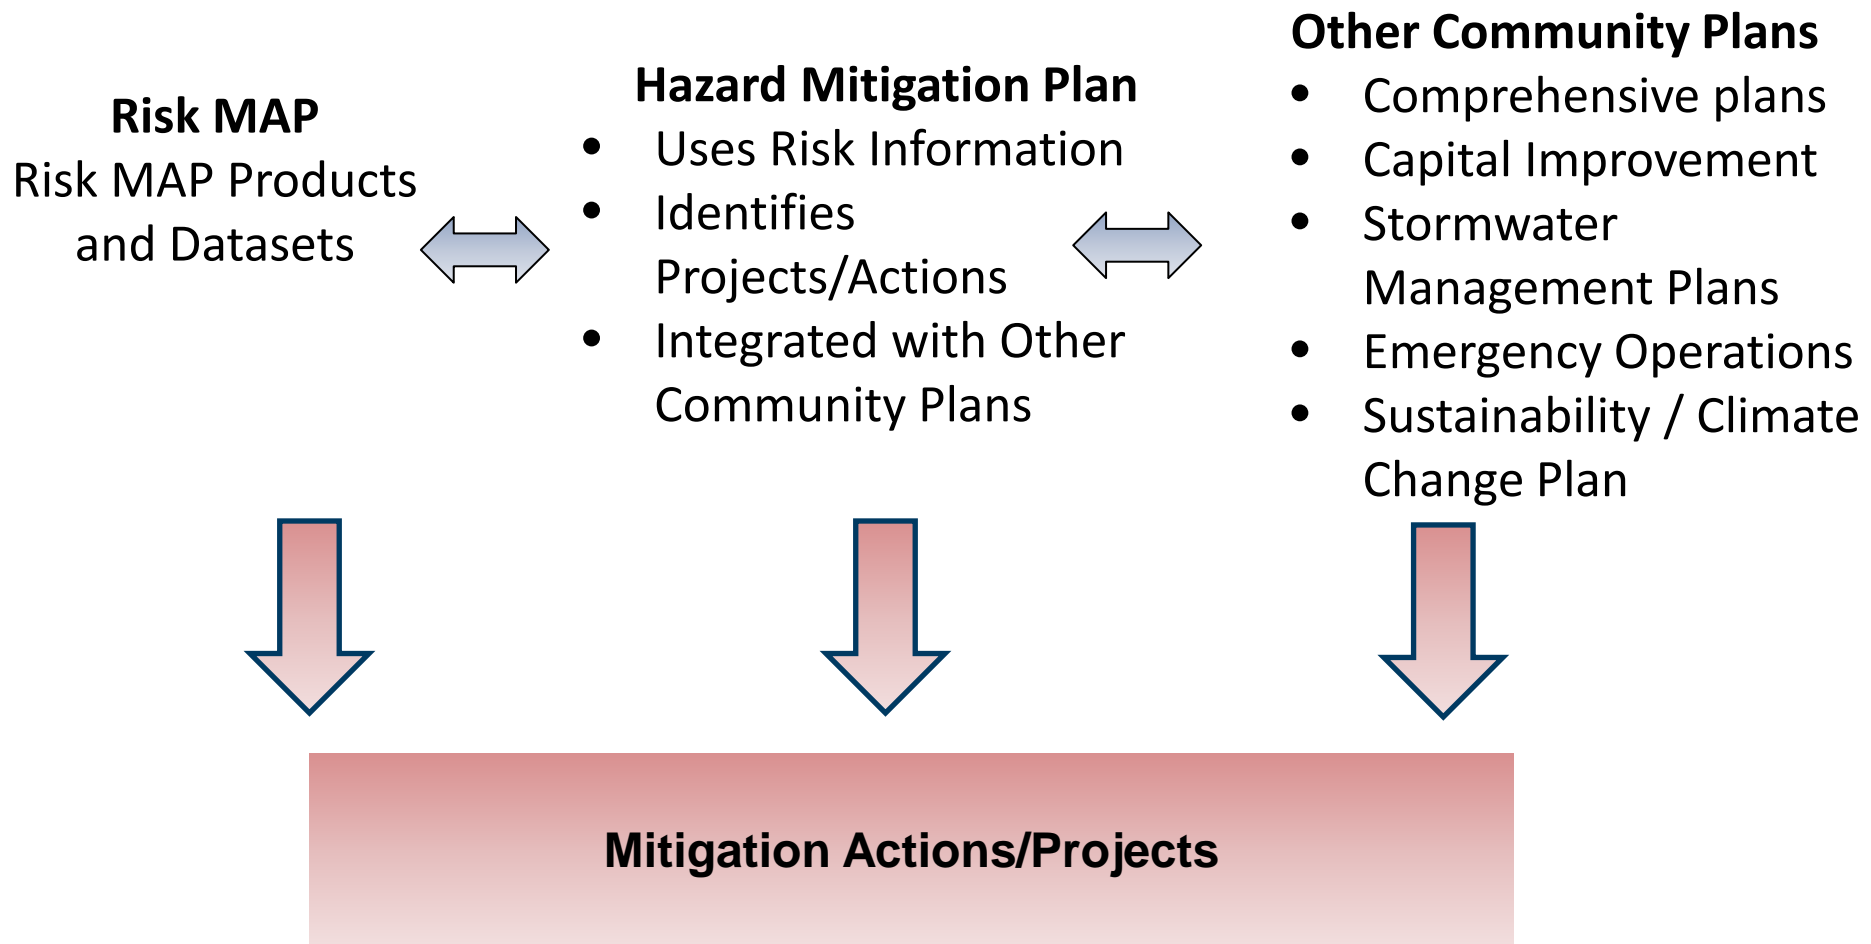 Risk MAP
Risk MAP Products
and Datasets
Hazard Mitigation Plan
• Uses Risk Information
• Identifies
Projects/Actions
• Integrated with Other
Community Plans
Other Community Plans
• Comprehensive plans
• Capital Improvement
• Stormwater
Management Plans
• Emergency Operations
• Sustainability / Climate
Change Plan
Mitigation Actions/Projects